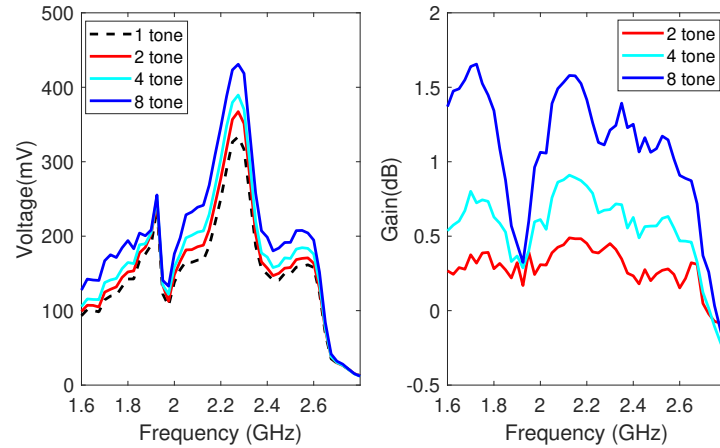 500
400
300
200
100
0
Voltage(mV)
1 tone
2 tone
4 tone
8 tone
1.6 1.8 2 2.2 2.4 2.6
Frequency (GHz)
2
1.5
1
0.5
0
-0.5
Gain(dB)
2 tone
4 tone
8 tone
1.6 1.8 2 2.2 2.4 2.6
Frequency (GHz)